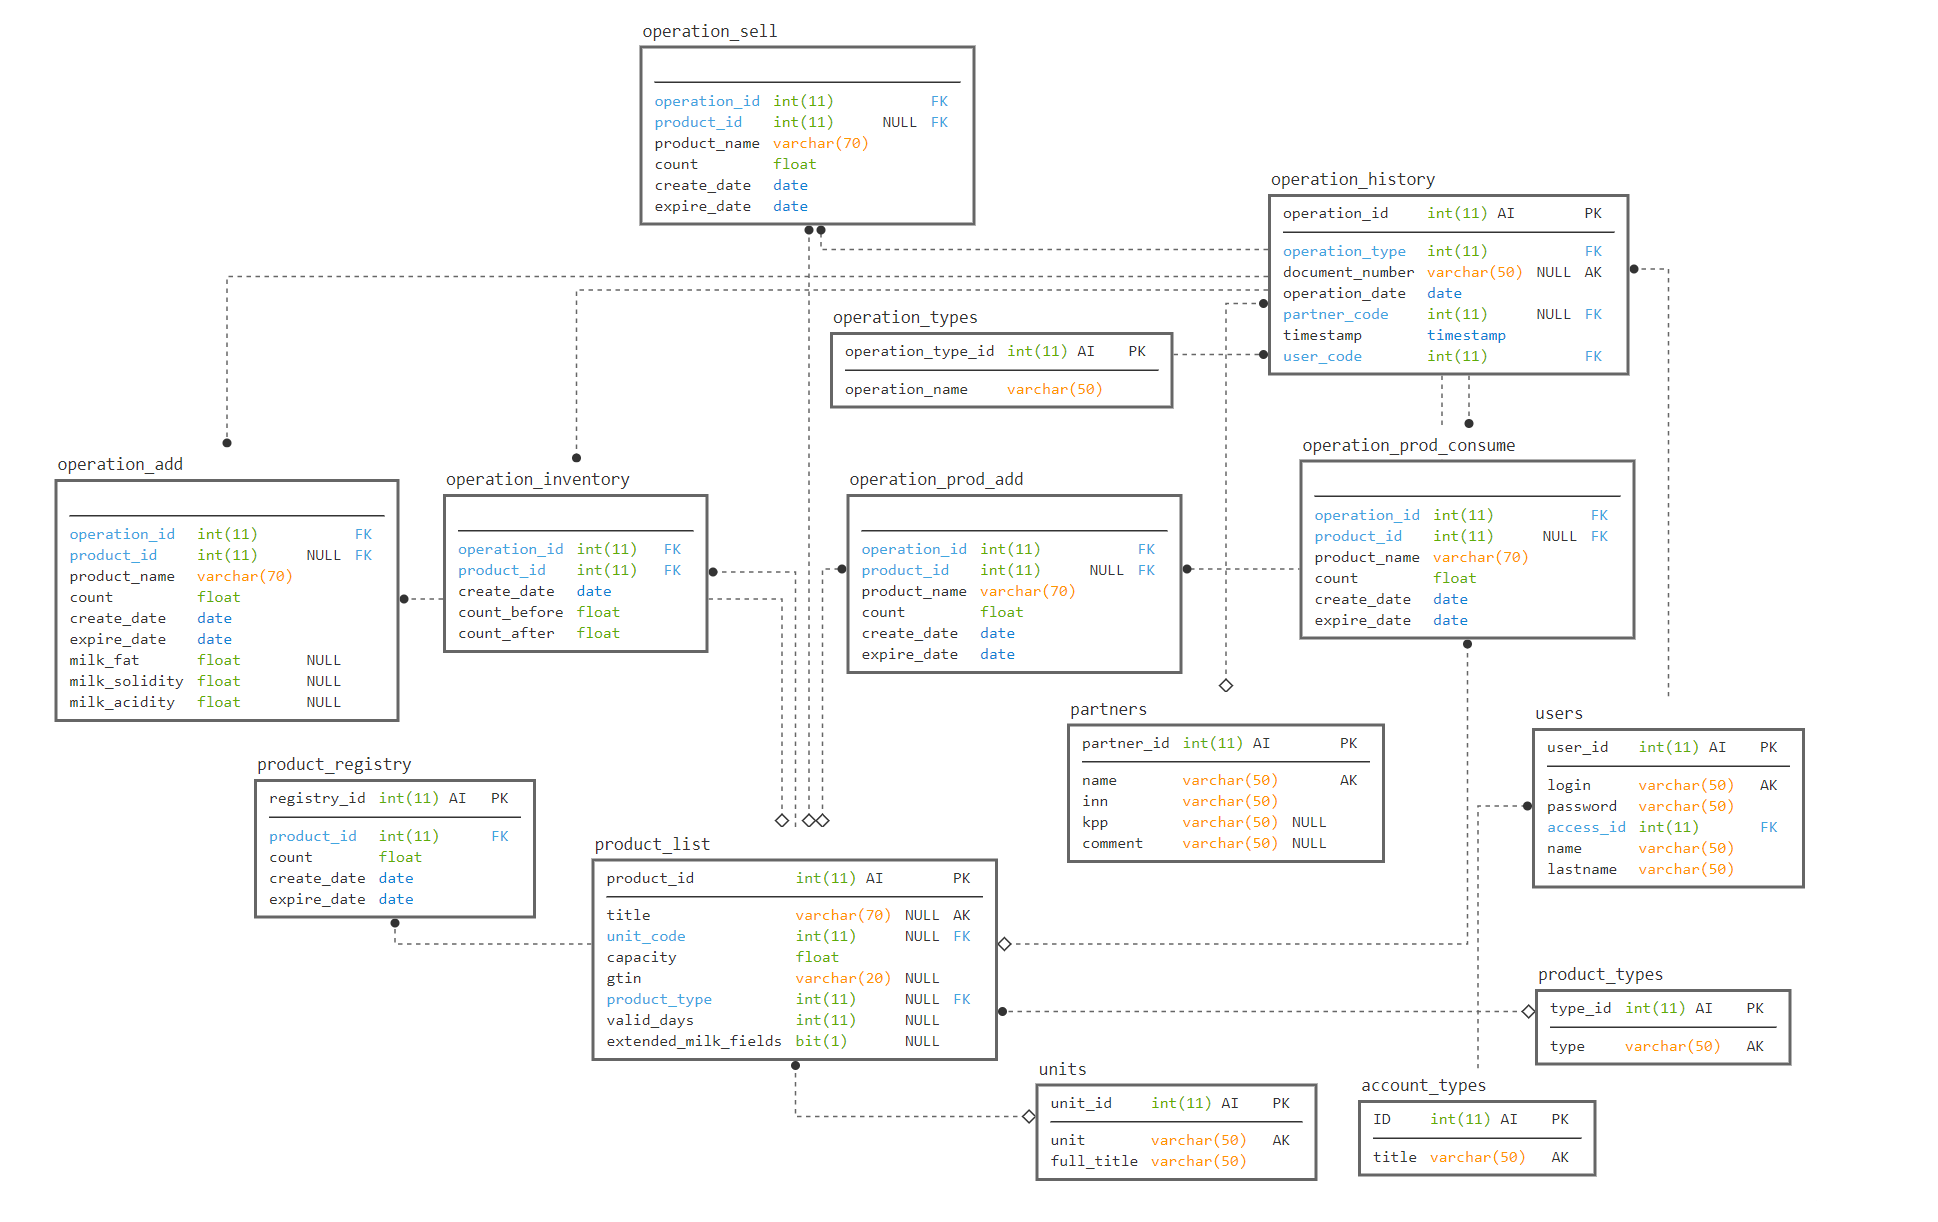 operation_sell
operation_id int(11) FK
product_id int(11) NULL FK
product_name varchar(70)
count float
create_date date
expire_date date
operation_history
operation_id int(11) AI PK
operation_type int(11) FK
document_number varchar(50) NULL AK
operation_date date
partner_code int(11) NULL FK
timestamp timestamp
user_code int(11) FK
operation_types
operation_type_id int(11) AI PK
operation_name varchar(50)
operation_add
operation_id int(11) FK
product_id int(11) NULL FK
product_name varchar(70)
count float
create_date date
expire_date date
milk_fat float NULL
milk_solidity float NULL
milk_acidity float NULL
operation_inventory
operation_id int(11) FK
product_id int(11) FK
create_date date
count_before float
count_after float
operation_prod_add
operation_id int(11) FK
product_id int(11) NULL FK
product_name varchar(70)
count float
create_date date
expire_date date
operation_prod_consume
operation_id int(11) FK
product_id int(11) NULL FK
product_name varchar(70)
count float
create_date date
expire_date date
partners
partner_id int(11) AI PK
name varchar(50) AK
inn varchar(50)
kpp varchar(50) NULL
comment varchar(50) NULL
users
user_id int(11) AI PK
login varchar(50) AK
password varchar(50)
access_id int(11) FK
name varchar(50)
lastname varchar(50)
product_registry
registry_id int(11) AI PK
product_id int(11) FK
count float
create_date date
expire_date date
product_list
product_id int(11) AI PK
title varchar(70) NULL AK
unit_code int(11) NULL FK
capacity float
gtin varchar(20) NULL
product_type int(11) NULL FK
valid_days int(11) NULL
extended_milk_fields bit(1) NULL
product_types
type_id int(11) AI PK
type varchar(50) AK
units
unit_id int(11) AI PK
unit varchar(50) AK
full_title varchar(50)
account_types
ID int(11) AI PK
title varchar(50) AK